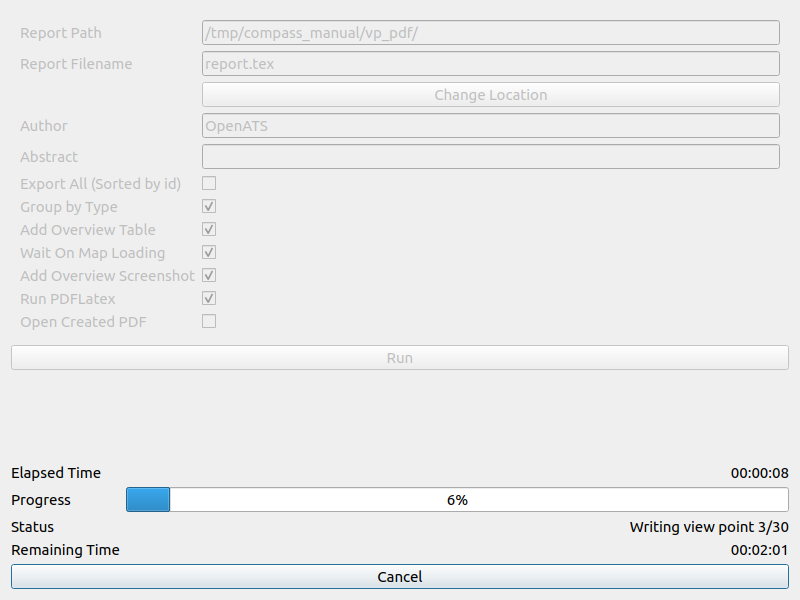 Report Path /tmp/compass_manual/vp_pdf/
Report Filename report.tex
Change Location
Author OpenATS
Abstract
Export All (Sorted by id)
Group by Type
Add Overview Table
Wait On Map Loading
Add Overview Screenshot
Run PDFLatex
Open Created PDF
Run
Elapsed Time 00:00:08
Progress 6%
Status Writing view point 3/30
Remaining Time 00:02:01
Cancel